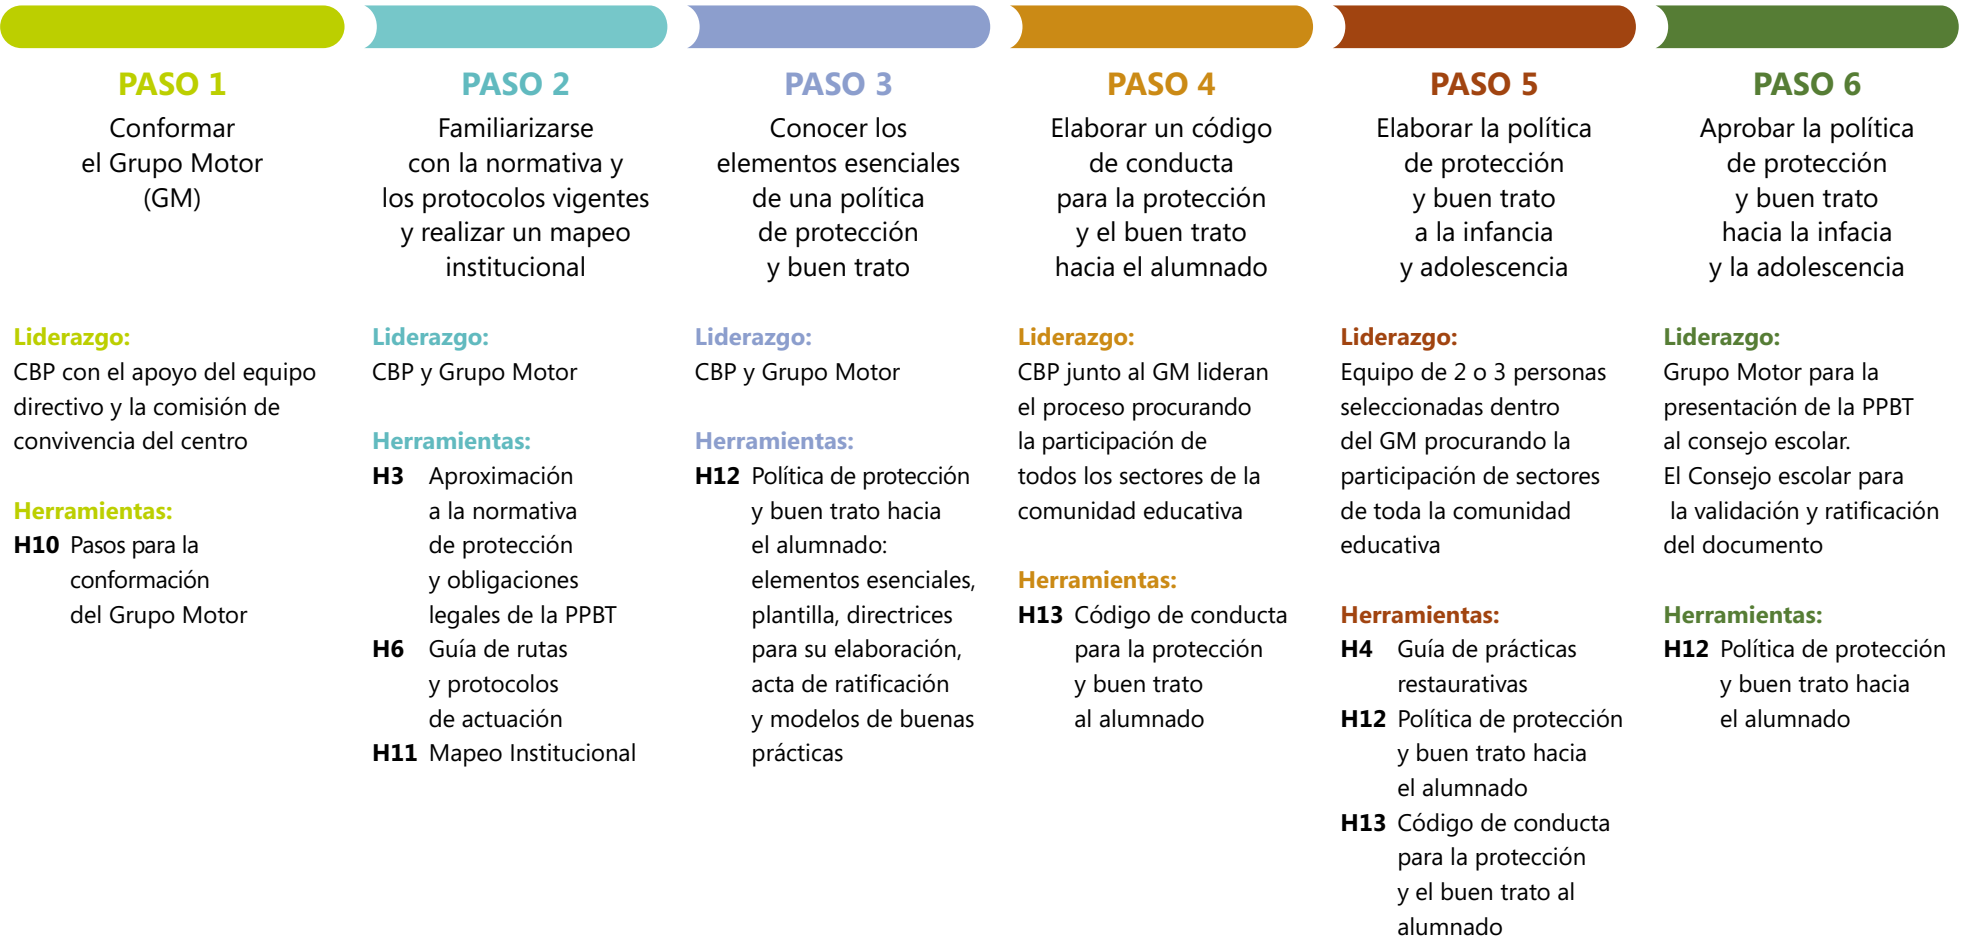 PASO 1
Conformar
el Grupo Motor
(GM)
Liderazgo:
CBP con el apoyo del equipo
directivo y la comisión de
convivencia del centro
Herramientas:
H10 Pasos para la
conformación
del Grupo Motor
PASO 2
Familiarizarse
con la normativa y
los protocolos vigentes
y realizar un mapeo
institucional
Liderazgo:
CBP y Grupo Motor
Herramientas:
H3 Aproximación
a la normativa
de protección
y obligaciones
legales de la PPBT
H6 Guía de rutas
y protocolos
de actuación
H11 Mapeo Institucional
PASO 3
Conocer los
elementos esenciales
de una política
de protección
y buen trato
Liderazgo:
CBP y Grupo Motor
Herramientas:
H12 Política de protección
y buen trato hacia
el alumnado:
elementos esenciales,
plantilla, directrices
para su elaboración,
acta de ratificación
y modelos de buenas
prácticas
PASO 4
Elaborar un código
de conducta
para la protección
y el buen trato
hacia el alumnado
Liderazgo:
CBP junto al GM lideran
el proceso procurando
la participación de
todos los sectores de la
comunidad educativa
Herramientas:
H13 Código de conducta
para la protección
y buen trato
al alumnado
PASO 5
Elaborar la política
de protección
y buen trato
a la infancia
y adolescencia
Liderazgo:
Equipo de 2 o 3 personas
seleccionadas dentro
del GM procurando la
participación de sectores
de toda la comunidad
educativa
Herramientas:
H4 Guía de prácticas
restaurativas
H12 Política de protección
y buen trato hacia
el alumnado
H13 Código de conducta
para la protección
y el buen trato al
alumnado
PASO 6
Aprobar la política
de protección
y buen trato
hacia la infacia
y la adolescencia
Liderazgo:
Grupo Motor para la
presentación de la PPBT
al consejo escolar.
El Consejo escolar para
la validación y ratificación
del documento
Herramientas:
H12 Política de protección
y buen trato hacia
el alumnado